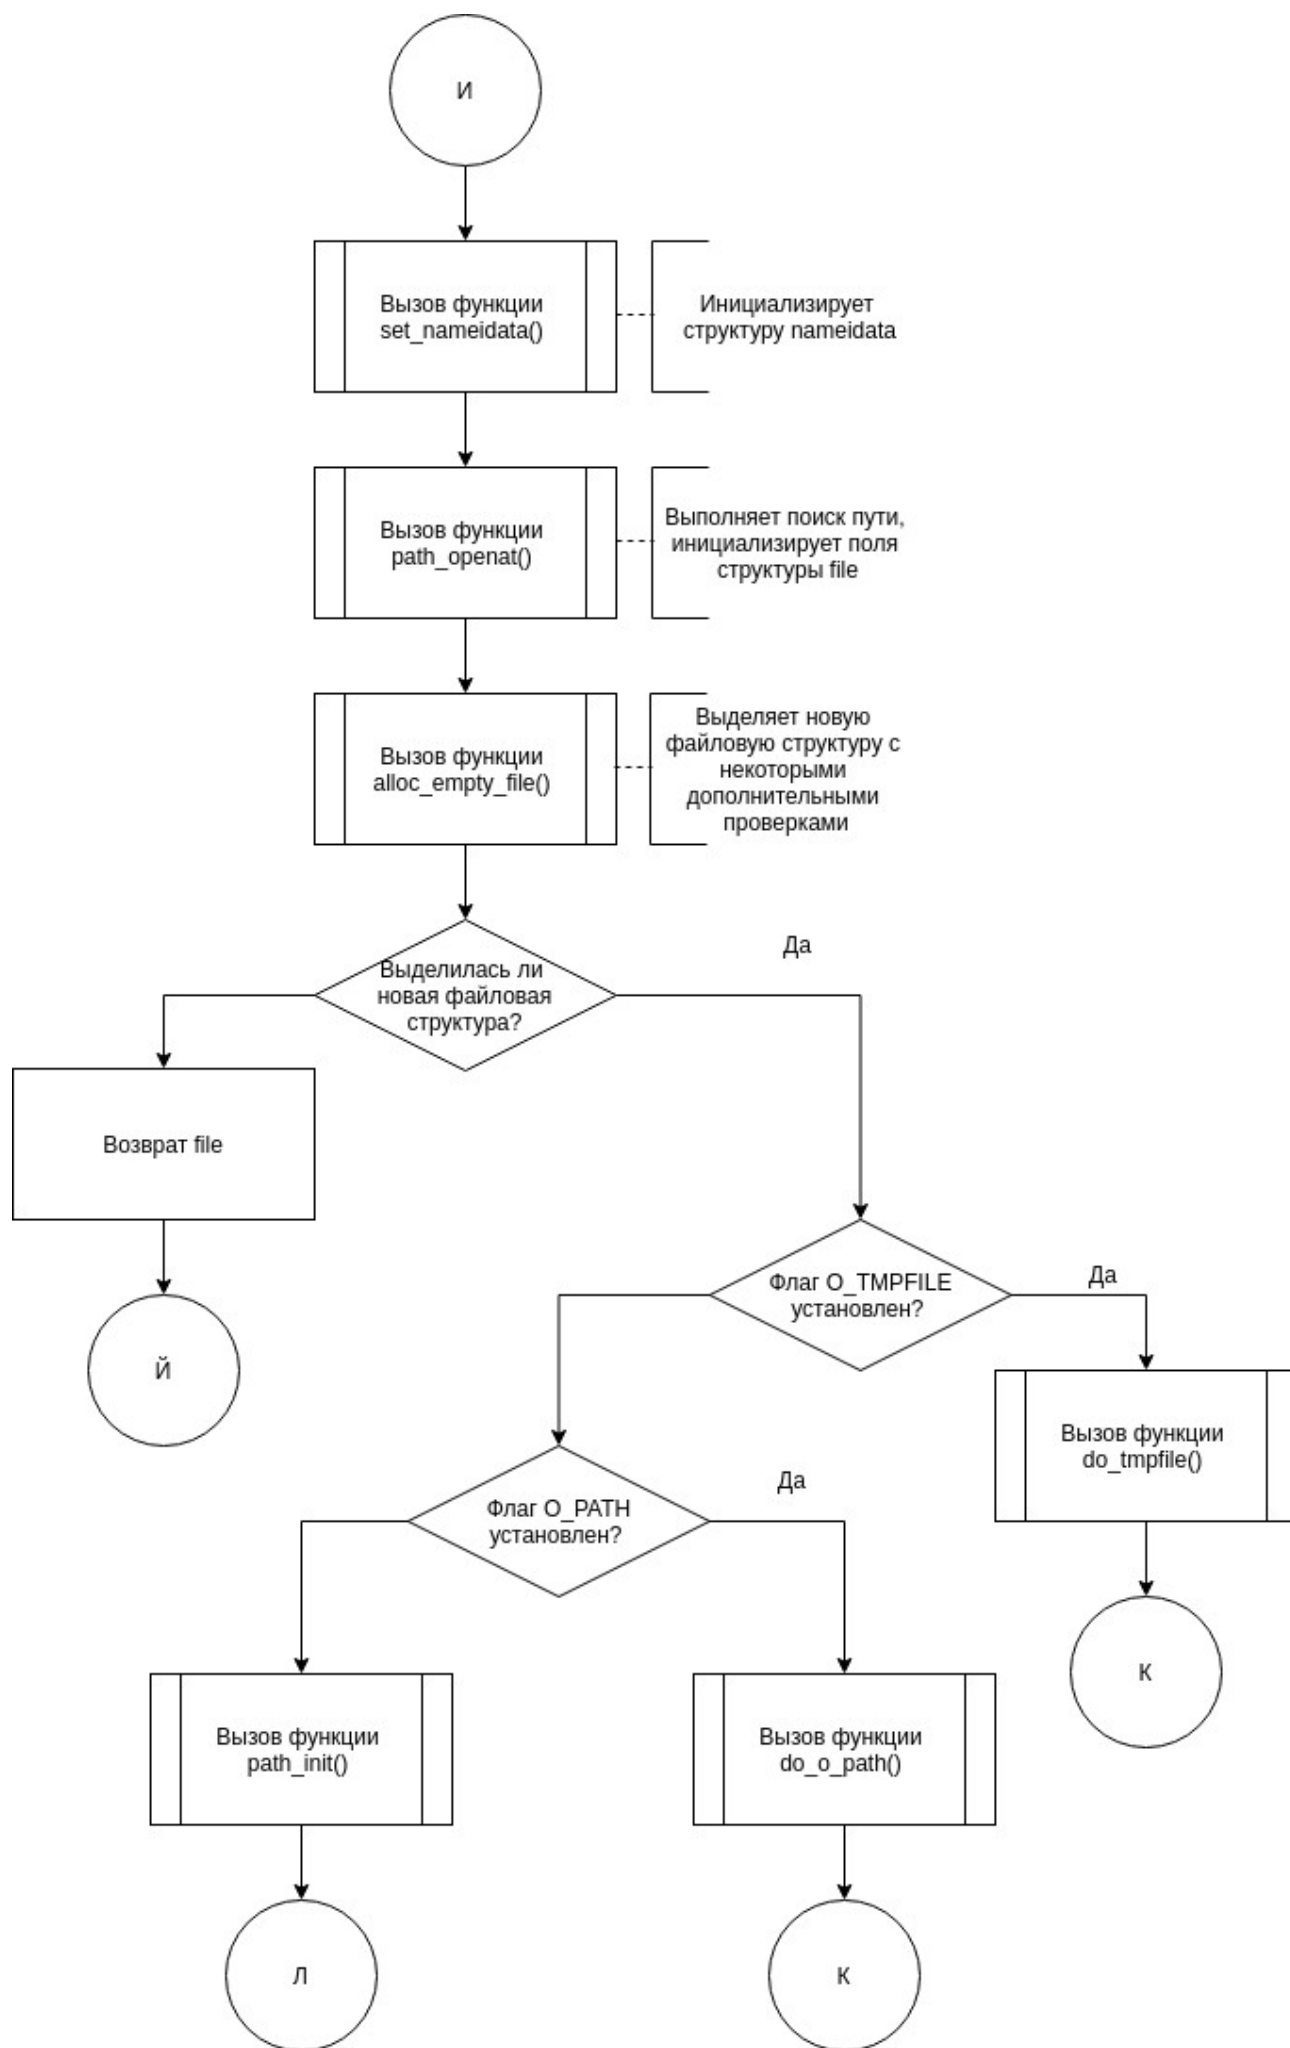 И
Вызов функции
set_nameidata()
Инициализирует
структуру nameidata
Вызов функции
path_openat()
Выполняет поиск пути,
инициализирует поля
структуры file
Вызов функции
alloc_empty_file()
Выделяет новую
файловую структуру с
некоторыми
дополнительными
проверками
Да
Выделилась ли
новая файловая
структура?
Возврат file
Й
Флаг O_TMPFILE
установлен?
Да
Вызов функции
do_tmpfile()
К
Флаг O_PATH
установлен?
Да
Вызов функции
path_init()
Вызов функции
do_o_path()
Л
К